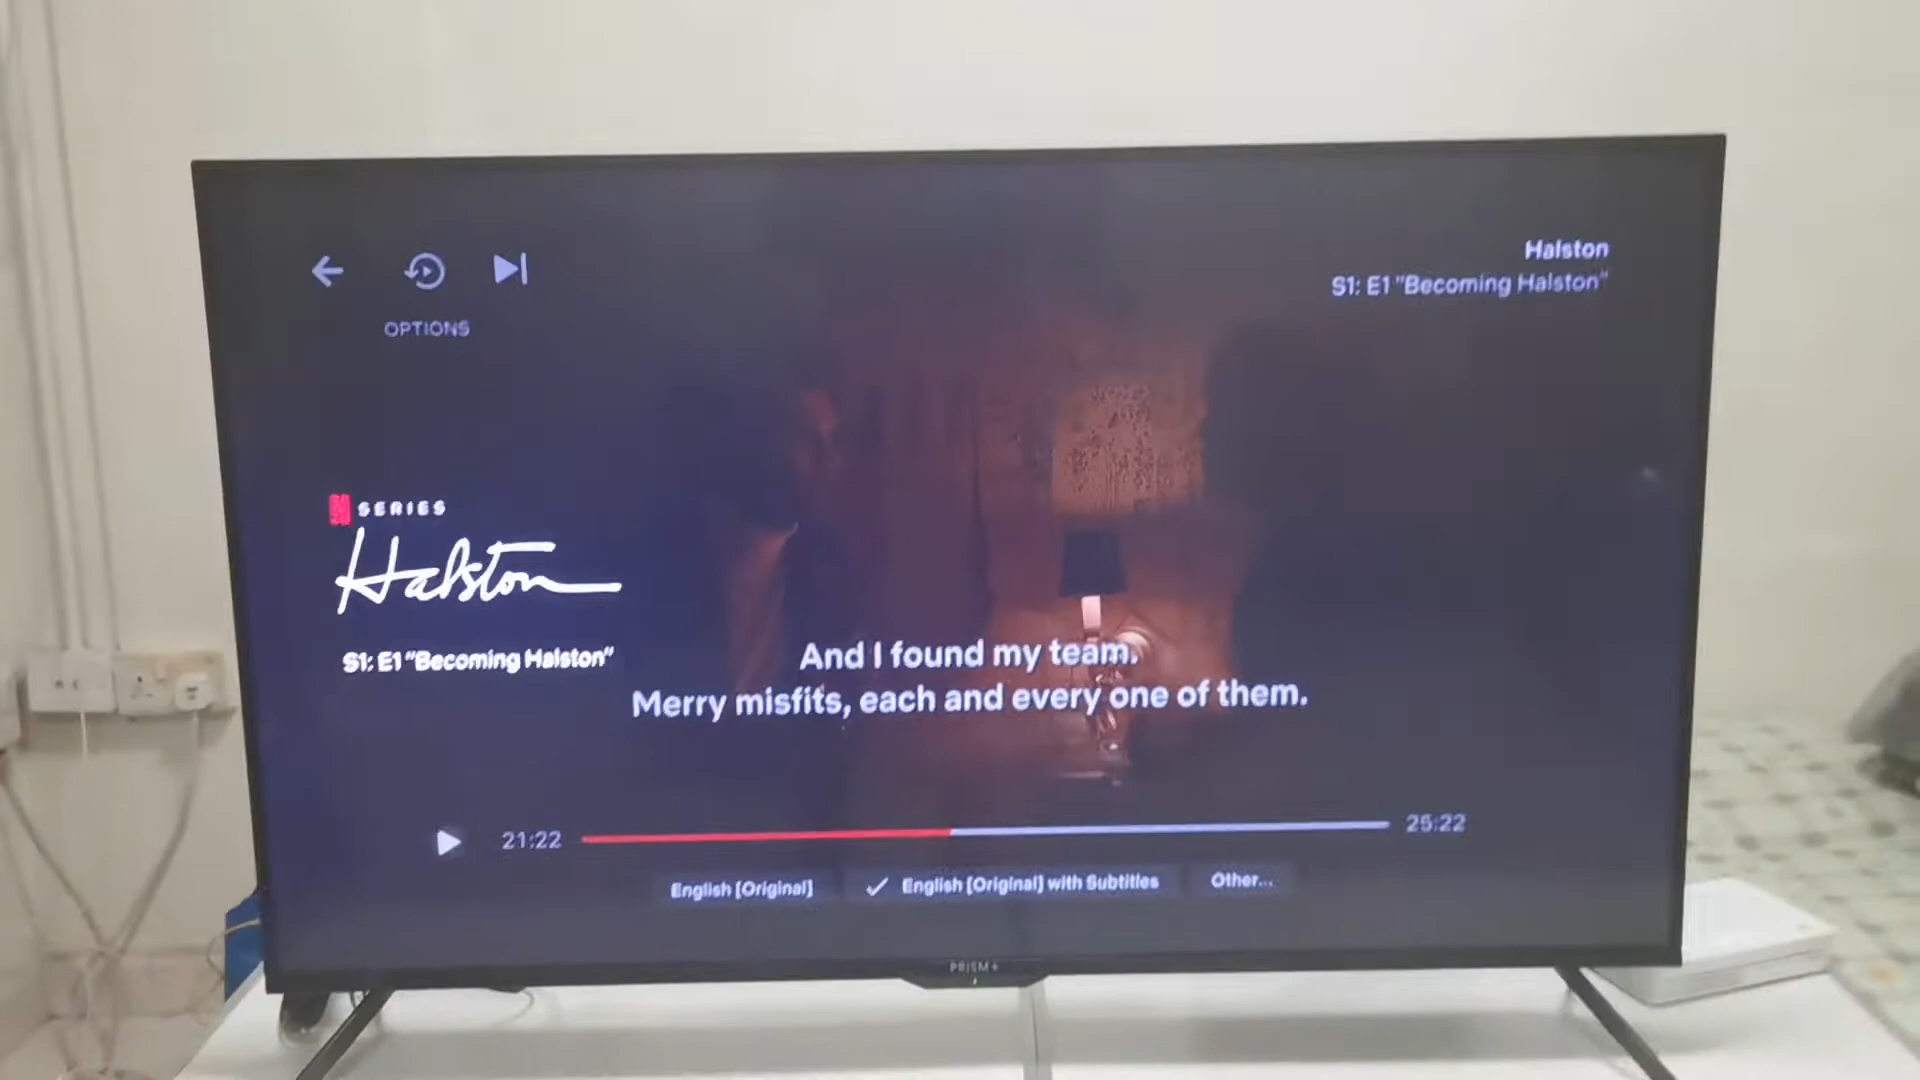 Halston
S1: E1 "Becoming Halston"
OPTIONS
N SERIES
Halston
S1: E1 "Becoming Halston"
And I found my team.
Merry misfits, each and every one of them.
21:22
25:22
English [Original]
English [Original] with Subtitles
Other...
PRISM+